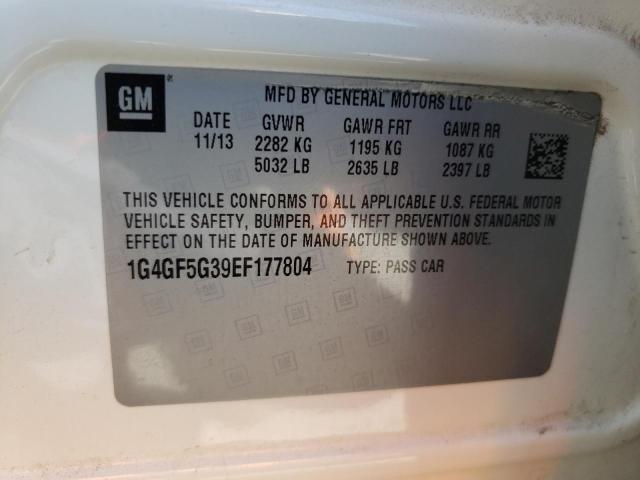 GM
MFD BY GENERAL MOTORS LLC
DATE GVWR GAWR FRT GAWR RR
11/13 2282 KG 1195 KG 1087 KG
5032 LB 2635 LB 2397 LB
THIS VEHICLE CONFORMS TO ALL APPLICABLE U.S. FEDERAL MOTOR
VEHICLE SAFETY, BUMPER, AND THEFT PREVENTION STANDARDS IN
EFFECT ON THE DATE OF MANUFACTURE SHOWN ABOVE.
1G4GF5G39EF177804 TYPE: PASS CAR